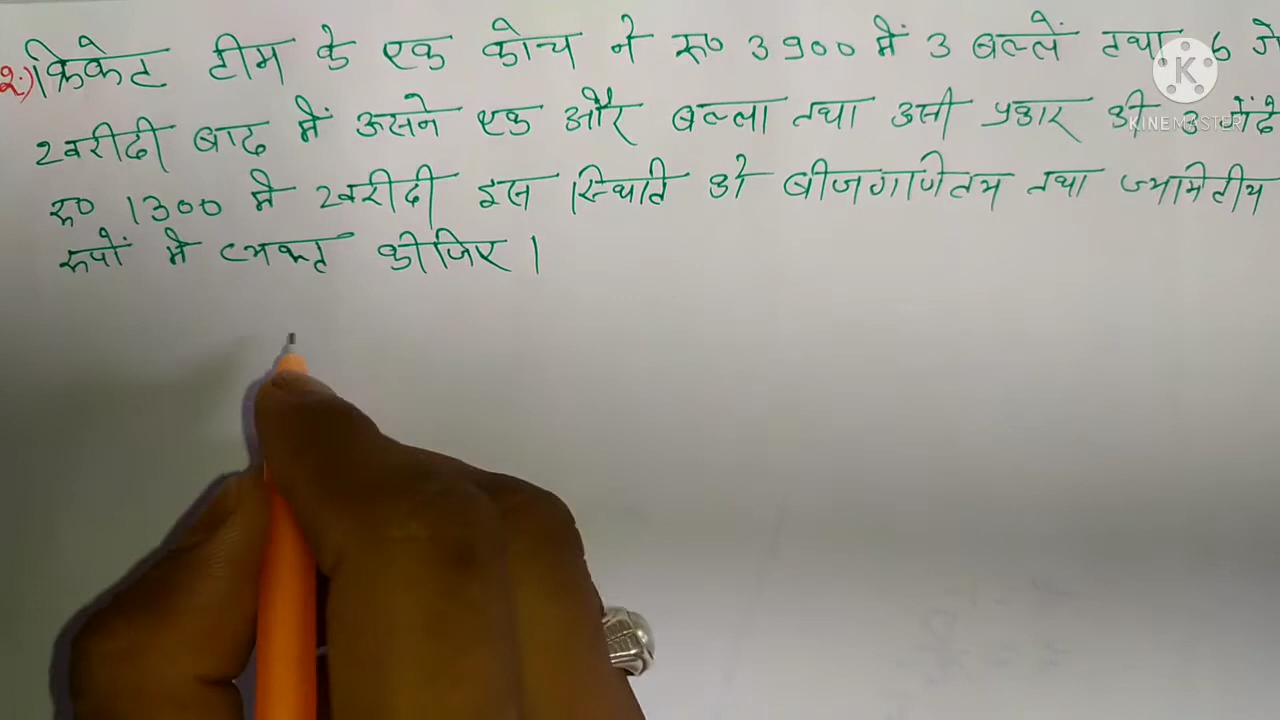 2.) क्रिकेट टीम के एक कोच ने रू० 3900 में 3 बल्ले तथा 6
खरीदी बाद में उसने एक और बल्ला तथा उसी प्रकार की
रू० 1300 में खरीदी इस स्थिति को बीजगणितिय तथा ज्यामितीय
रूपों में व्यक्त कीजिए।
K
KINEMASTER